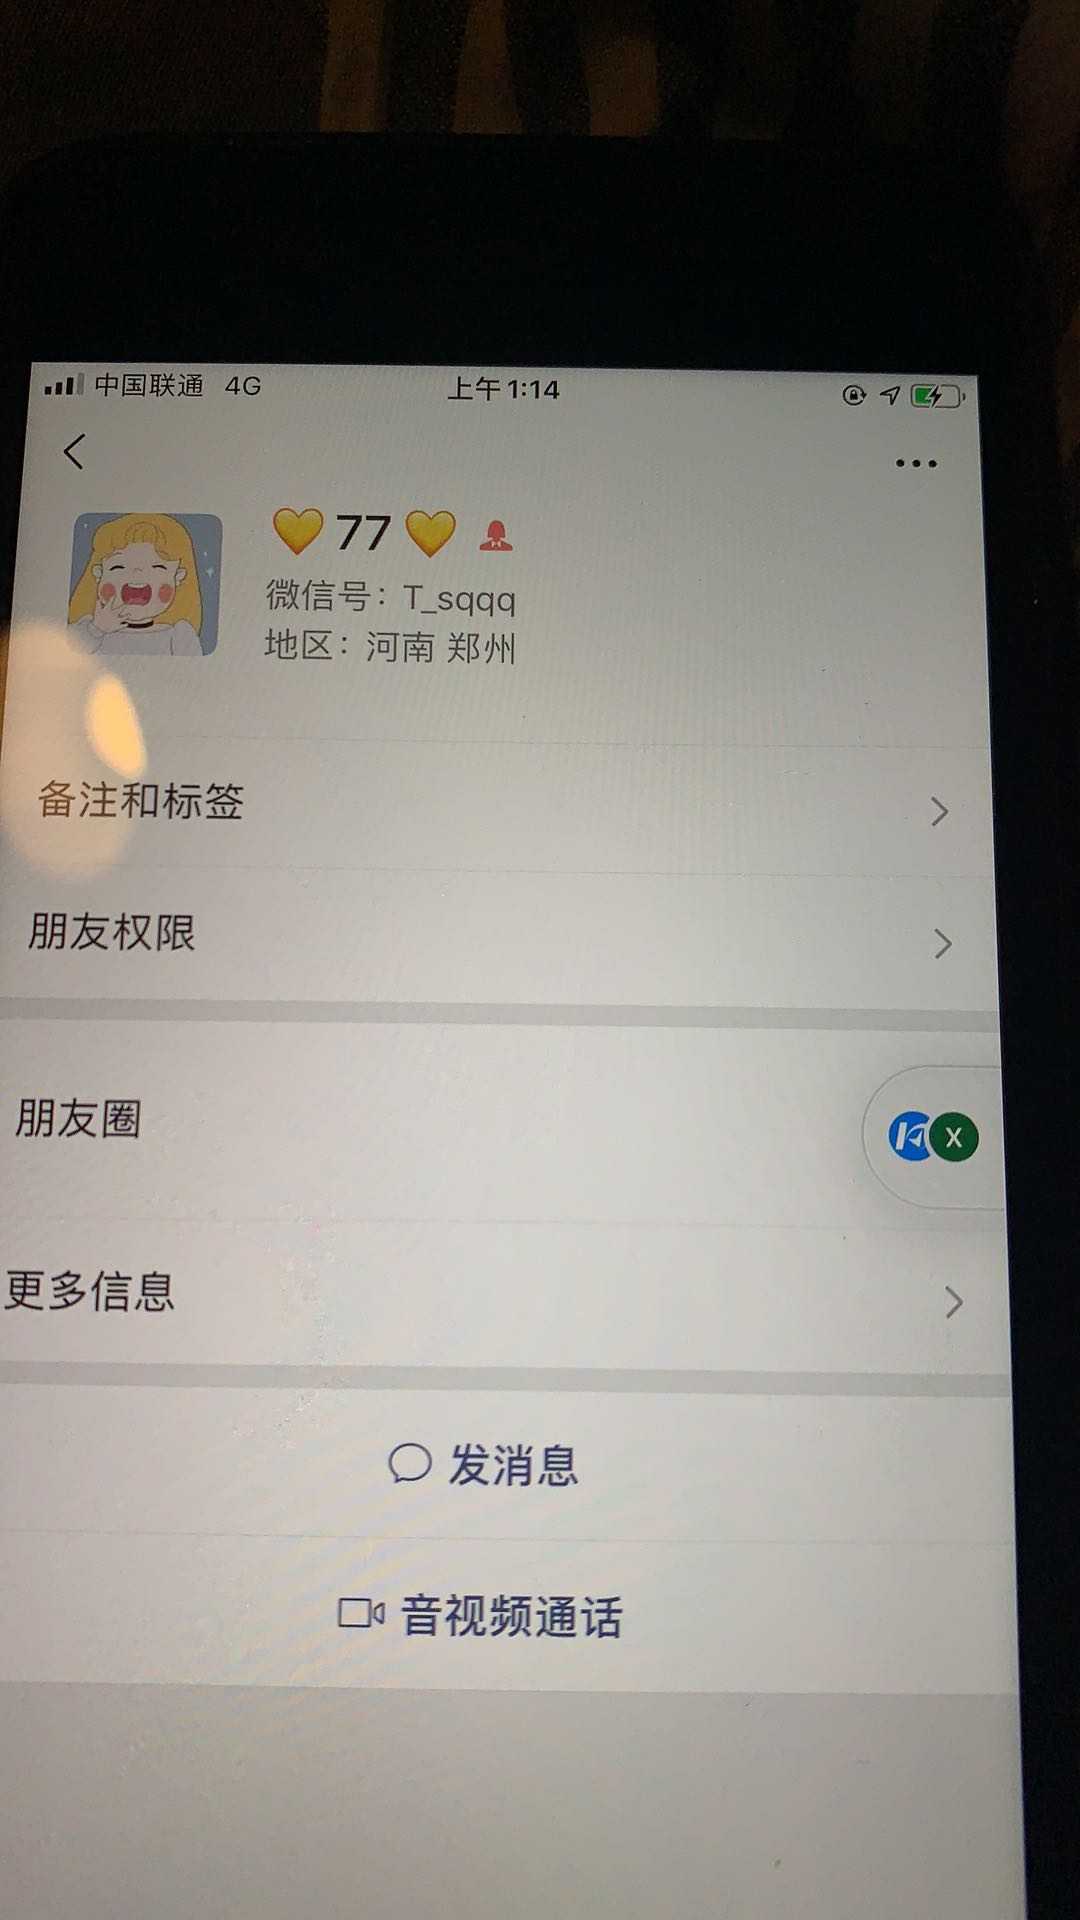 中国联通 4G 上午1:14
💛 77 💛
微信号：T_sqqq
地区：河南 郑州
备注和标签
朋友权限
朋友圈
X
更多信息
发消息
音视频通话